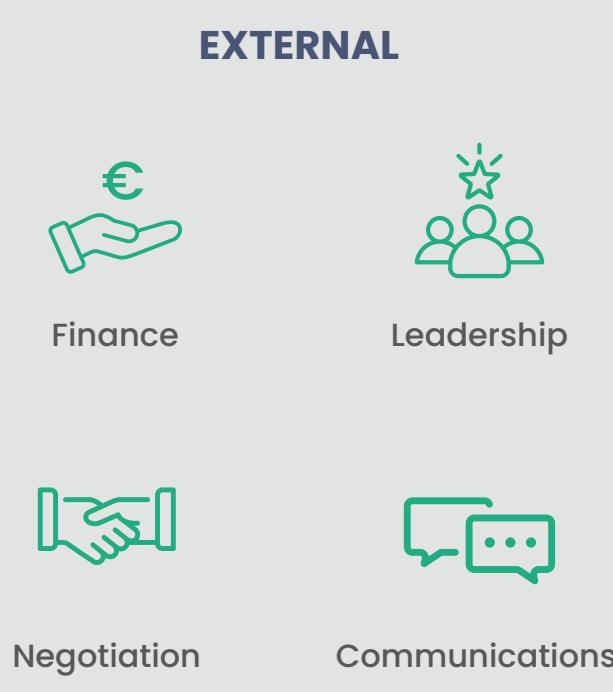 EXTERNAL
€
Finance
Leadership
Negotiation
Communications